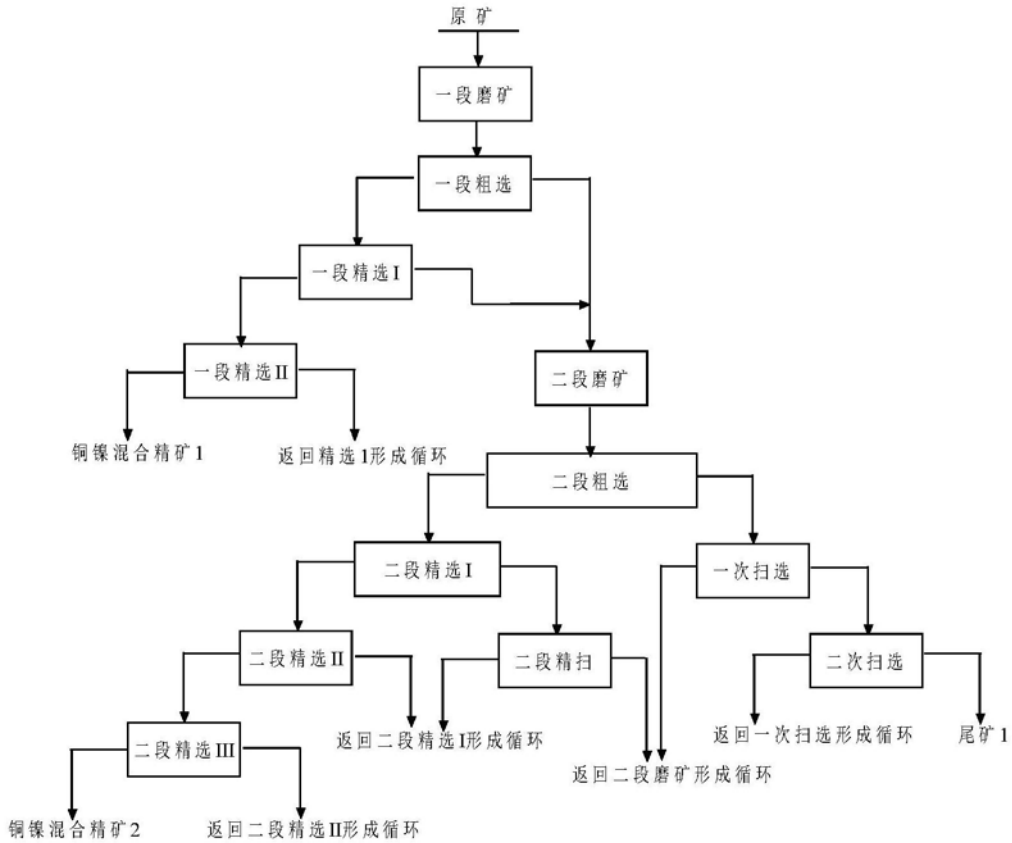 原矿
一段磨矿
一段粗选
一段精选Ⅰ
一段精选Ⅱ
二段磨矿
铜镍混合精矿1
返回精选1形成循环
二段粗选
二段精选Ⅰ
一次扫选
二段精选Ⅱ
二段精扫
二次扫选
返回二段精选Ⅰ形成循环
返回一次扫选形成循环
尾矿1
二段精选Ⅲ
返回二段磨矿形成循环
铜镍混合精矿2
返回二段精选Ⅱ形成循环